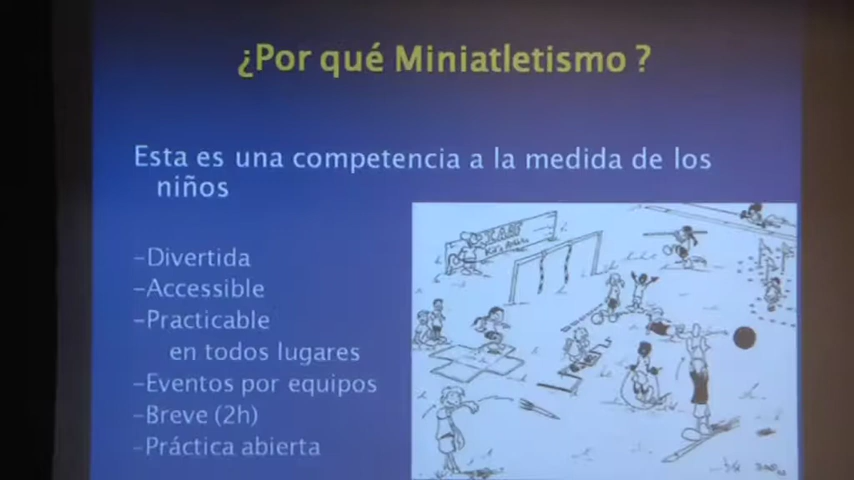 ¿Por qué Miniatletismo ?
Esta es una competencia a la medida de los
niños
-Divertida
-Accessible
-Practicable
en todos lugares
-Eventos por equipos
-Breve (2h)
-Práctica abierta